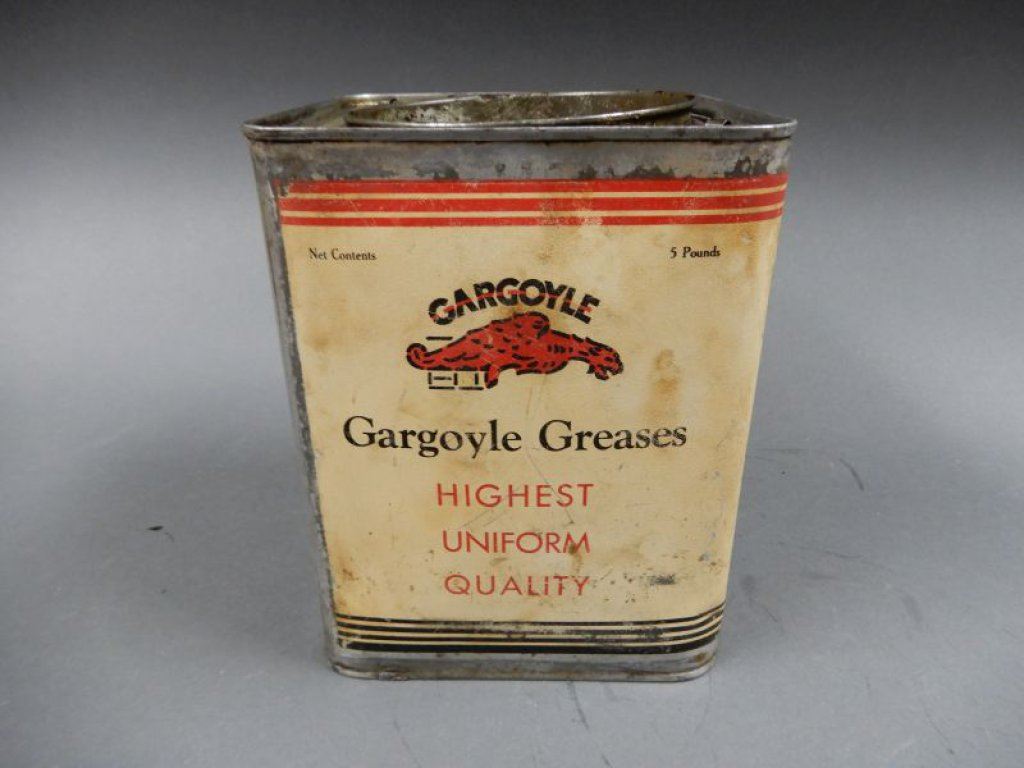 Net Contents 5 Pounds
GARGOYLE
Gargoyle Greases
HIGHEST
UNIFORM
QUALITY